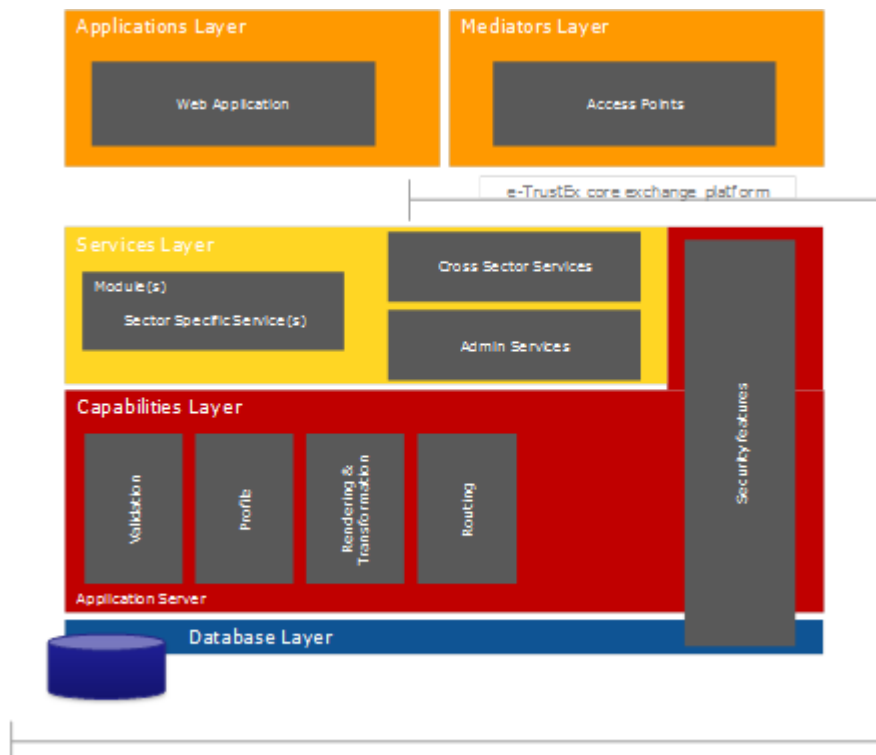 Applications Layer
Web Application
Mediators Layer
Access Points
e-TrustEx core exchange platform
Services Layer
Module(s)
Sector Specific Service(s)
Cross Sector Services
Admin Services
Capabilities Layer
Validation
Profile
Rendering &
Transformation
Routing
Security features
Application Server
Database Layer